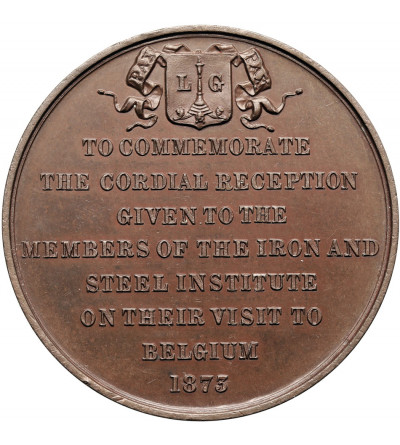 PAX PAX
L G
TO COMMEMORATE
THE CORDIAL RECEPTION
GIVEN TO THE
MEMBERS OF THE IRON AND
STEEL INSTITUTE
ON THEIR VISIT TO
BELGIUM
1873